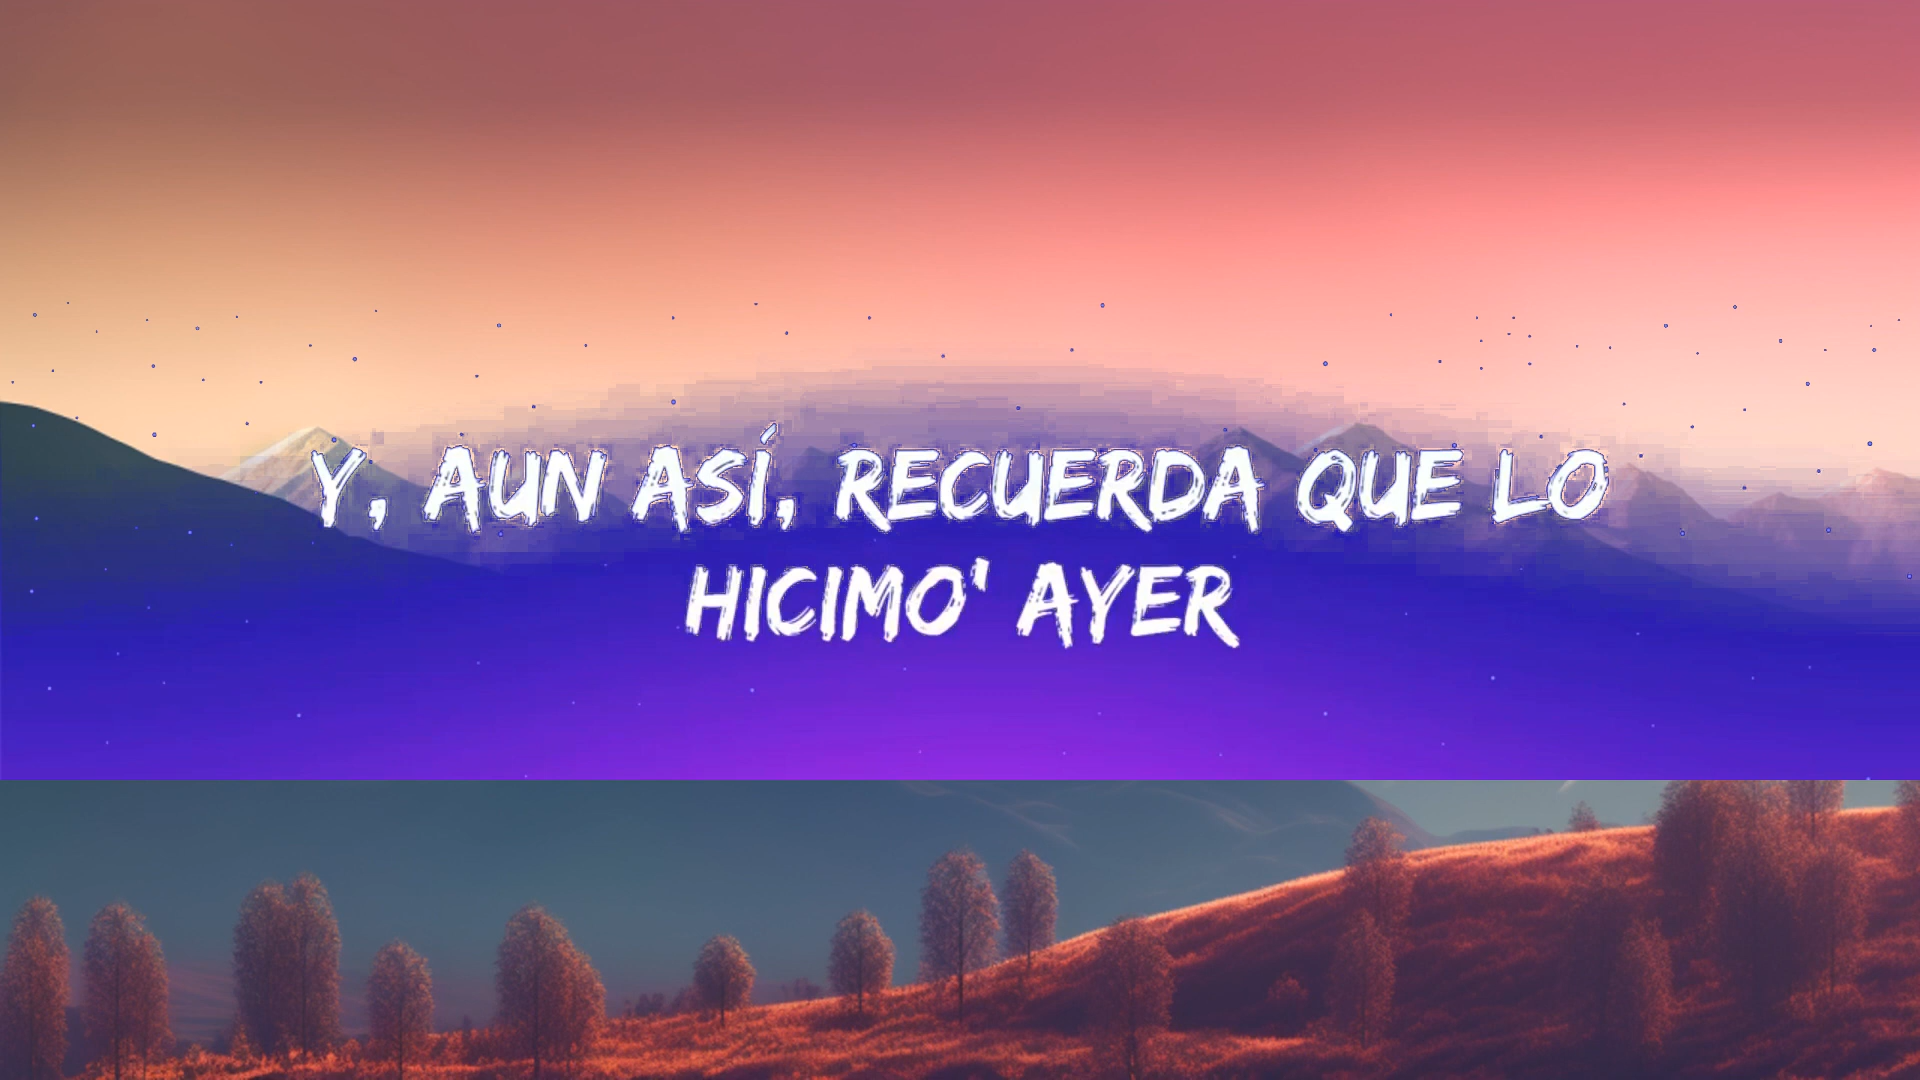 Y, AUN ASÍ, RECUERDA QUE LO
HICIMO' AYER